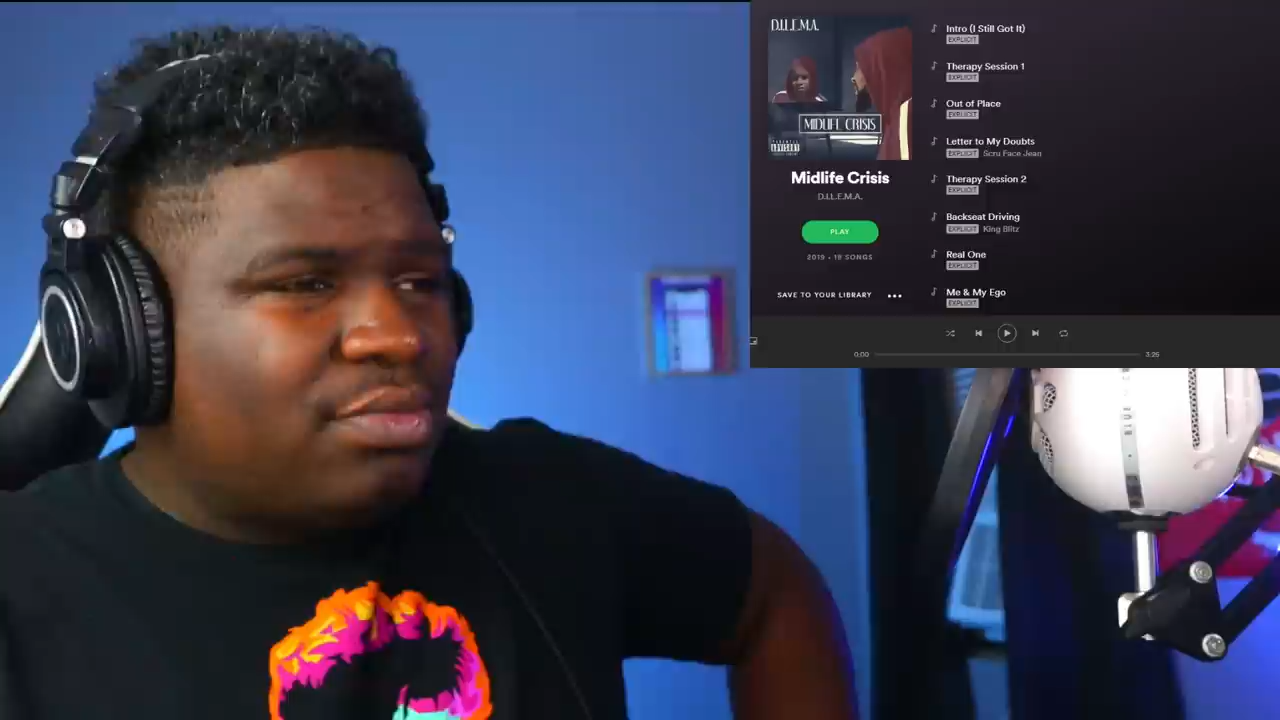 D.I.L.E.M.A.
MIDLIFE CRISIS
Midlife Crisis
D.I.L.E.M.A.
PLAY
2019 • 19 SONGS
SAVE TO YOUR LIBRARY
Intro (I Still Got It)
EXPLICIT
Therapy Session 1
EXPLICIT
Out of Place
EXPLICIT
Letter to My Doubts
EXPLICIT Scru Face Jean
Therapy Session 2
EXPLICIT
Backseat Driving
EXPLICIT King Blitz
Real One
EXPLICIT
Me & My Ego
EXPLICIT
0:00
3:26